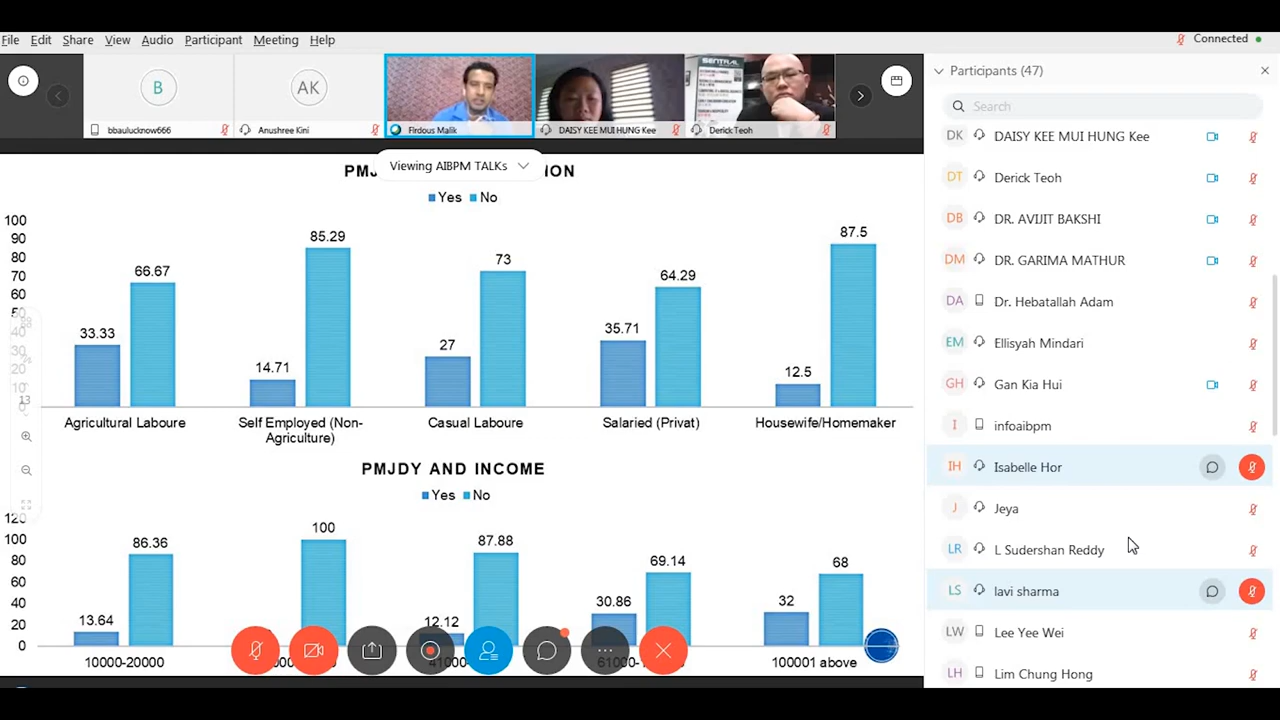 File Edit Share View Audio Participant Meeting Help
Connected
B
AK
bbaulucknow666
Anushree Kini
Firdous Malik
DAISY KEE MUI HUNG Kee
Derick Teoh
SENTRAL
Viewing AIBPM TALKs
Yes No
100
90
80
70
60
33.33 66.67 14.71 85.29 27 73 35.71 64.29 12.5 87.5
13
0
Agricultural Laboure
Self Employed (Non-
Agriculture)
Casual Laboure
Salaried (Privat)
Housewife/Homemaker
PMJDY AND INCOME
Yes No
120
100
80
60
40
20
0
13.64 86.36 100 12.12 87.88 30.86 69.14 32 68
10000-20000
100001 above
Participants (47)
Search
DK DAISY KEE MUI HUNG Kee
DT Derick Teoh
DB DR. AVIJIT BAKSHI
DM DR. GARIMA MATHUR
DA Dr. Hebatallah Adam
EM Ellisyah Mindari
GH Gan Kia Hui
I infoaibpm
IH Isabelle Hor
J Jeya
LR L Sudershan Reddy
LS lavi sharma
LW Lee Yee Wei
LH Lim Chung Hong